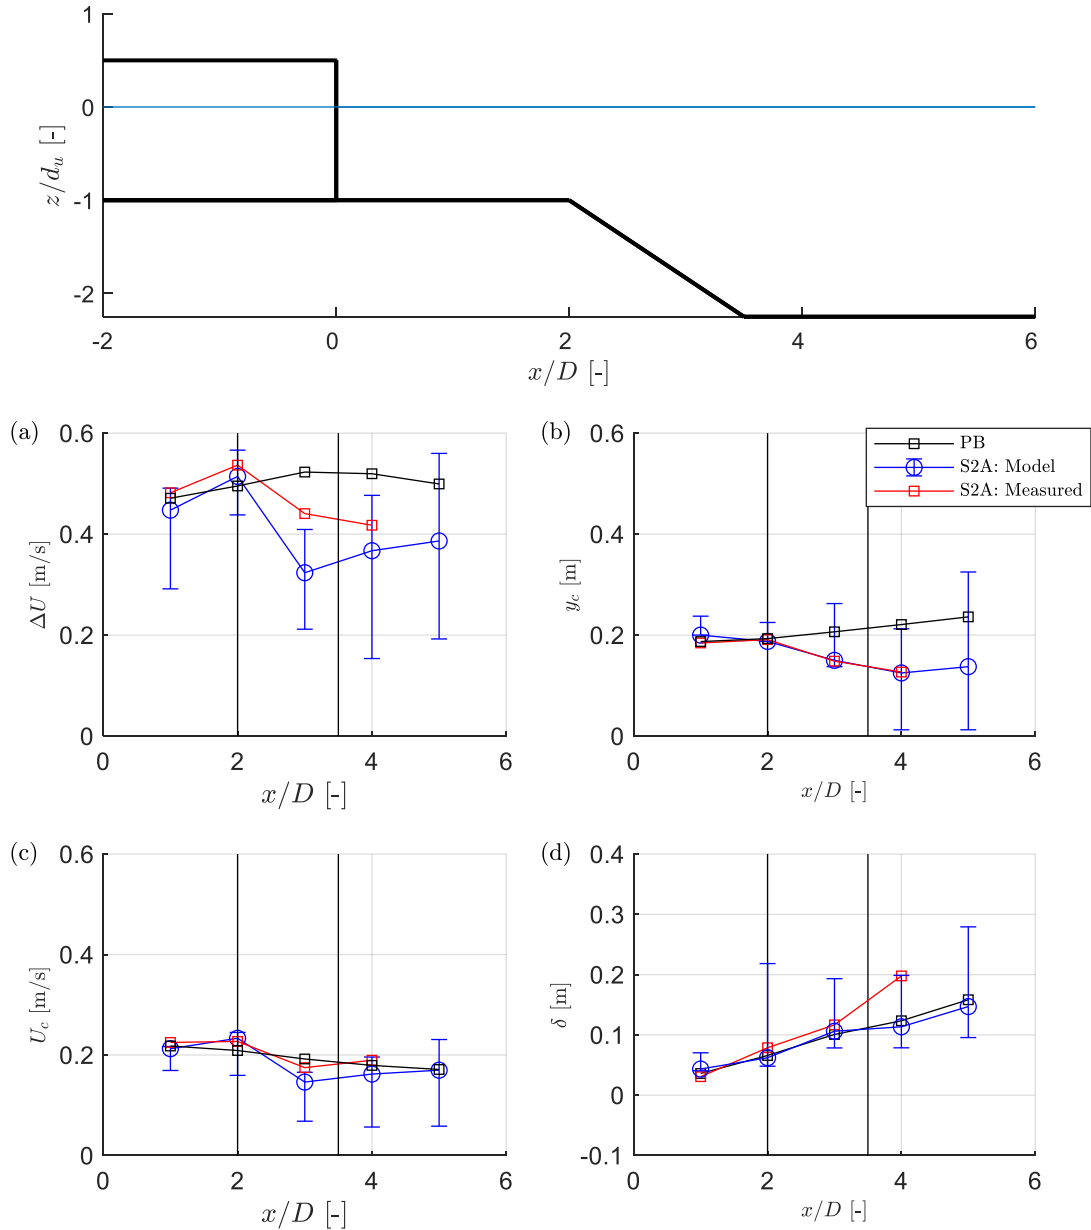 1
0
-1
-2
z/d_u [-]
-2 0 2 4 6
x/D [-]
(a)
0.6
0.4
0.2
0
ΔU [m/s]
0 2 4 6
x/D [-]
(b)
PB
S2A: Model
S2A: Measured
0.6
0.4
0.2
0
y_c [m]
0 2 4 6
x/D [-]
(c)
0.6
0.4
0.2
0
U_c [m/s]
0 2 4 6
x/D [-]
(d)
0.4
0.3
0.2
0.1
0
-0.1
δ [m]
0 2 4 6
x/D [-]